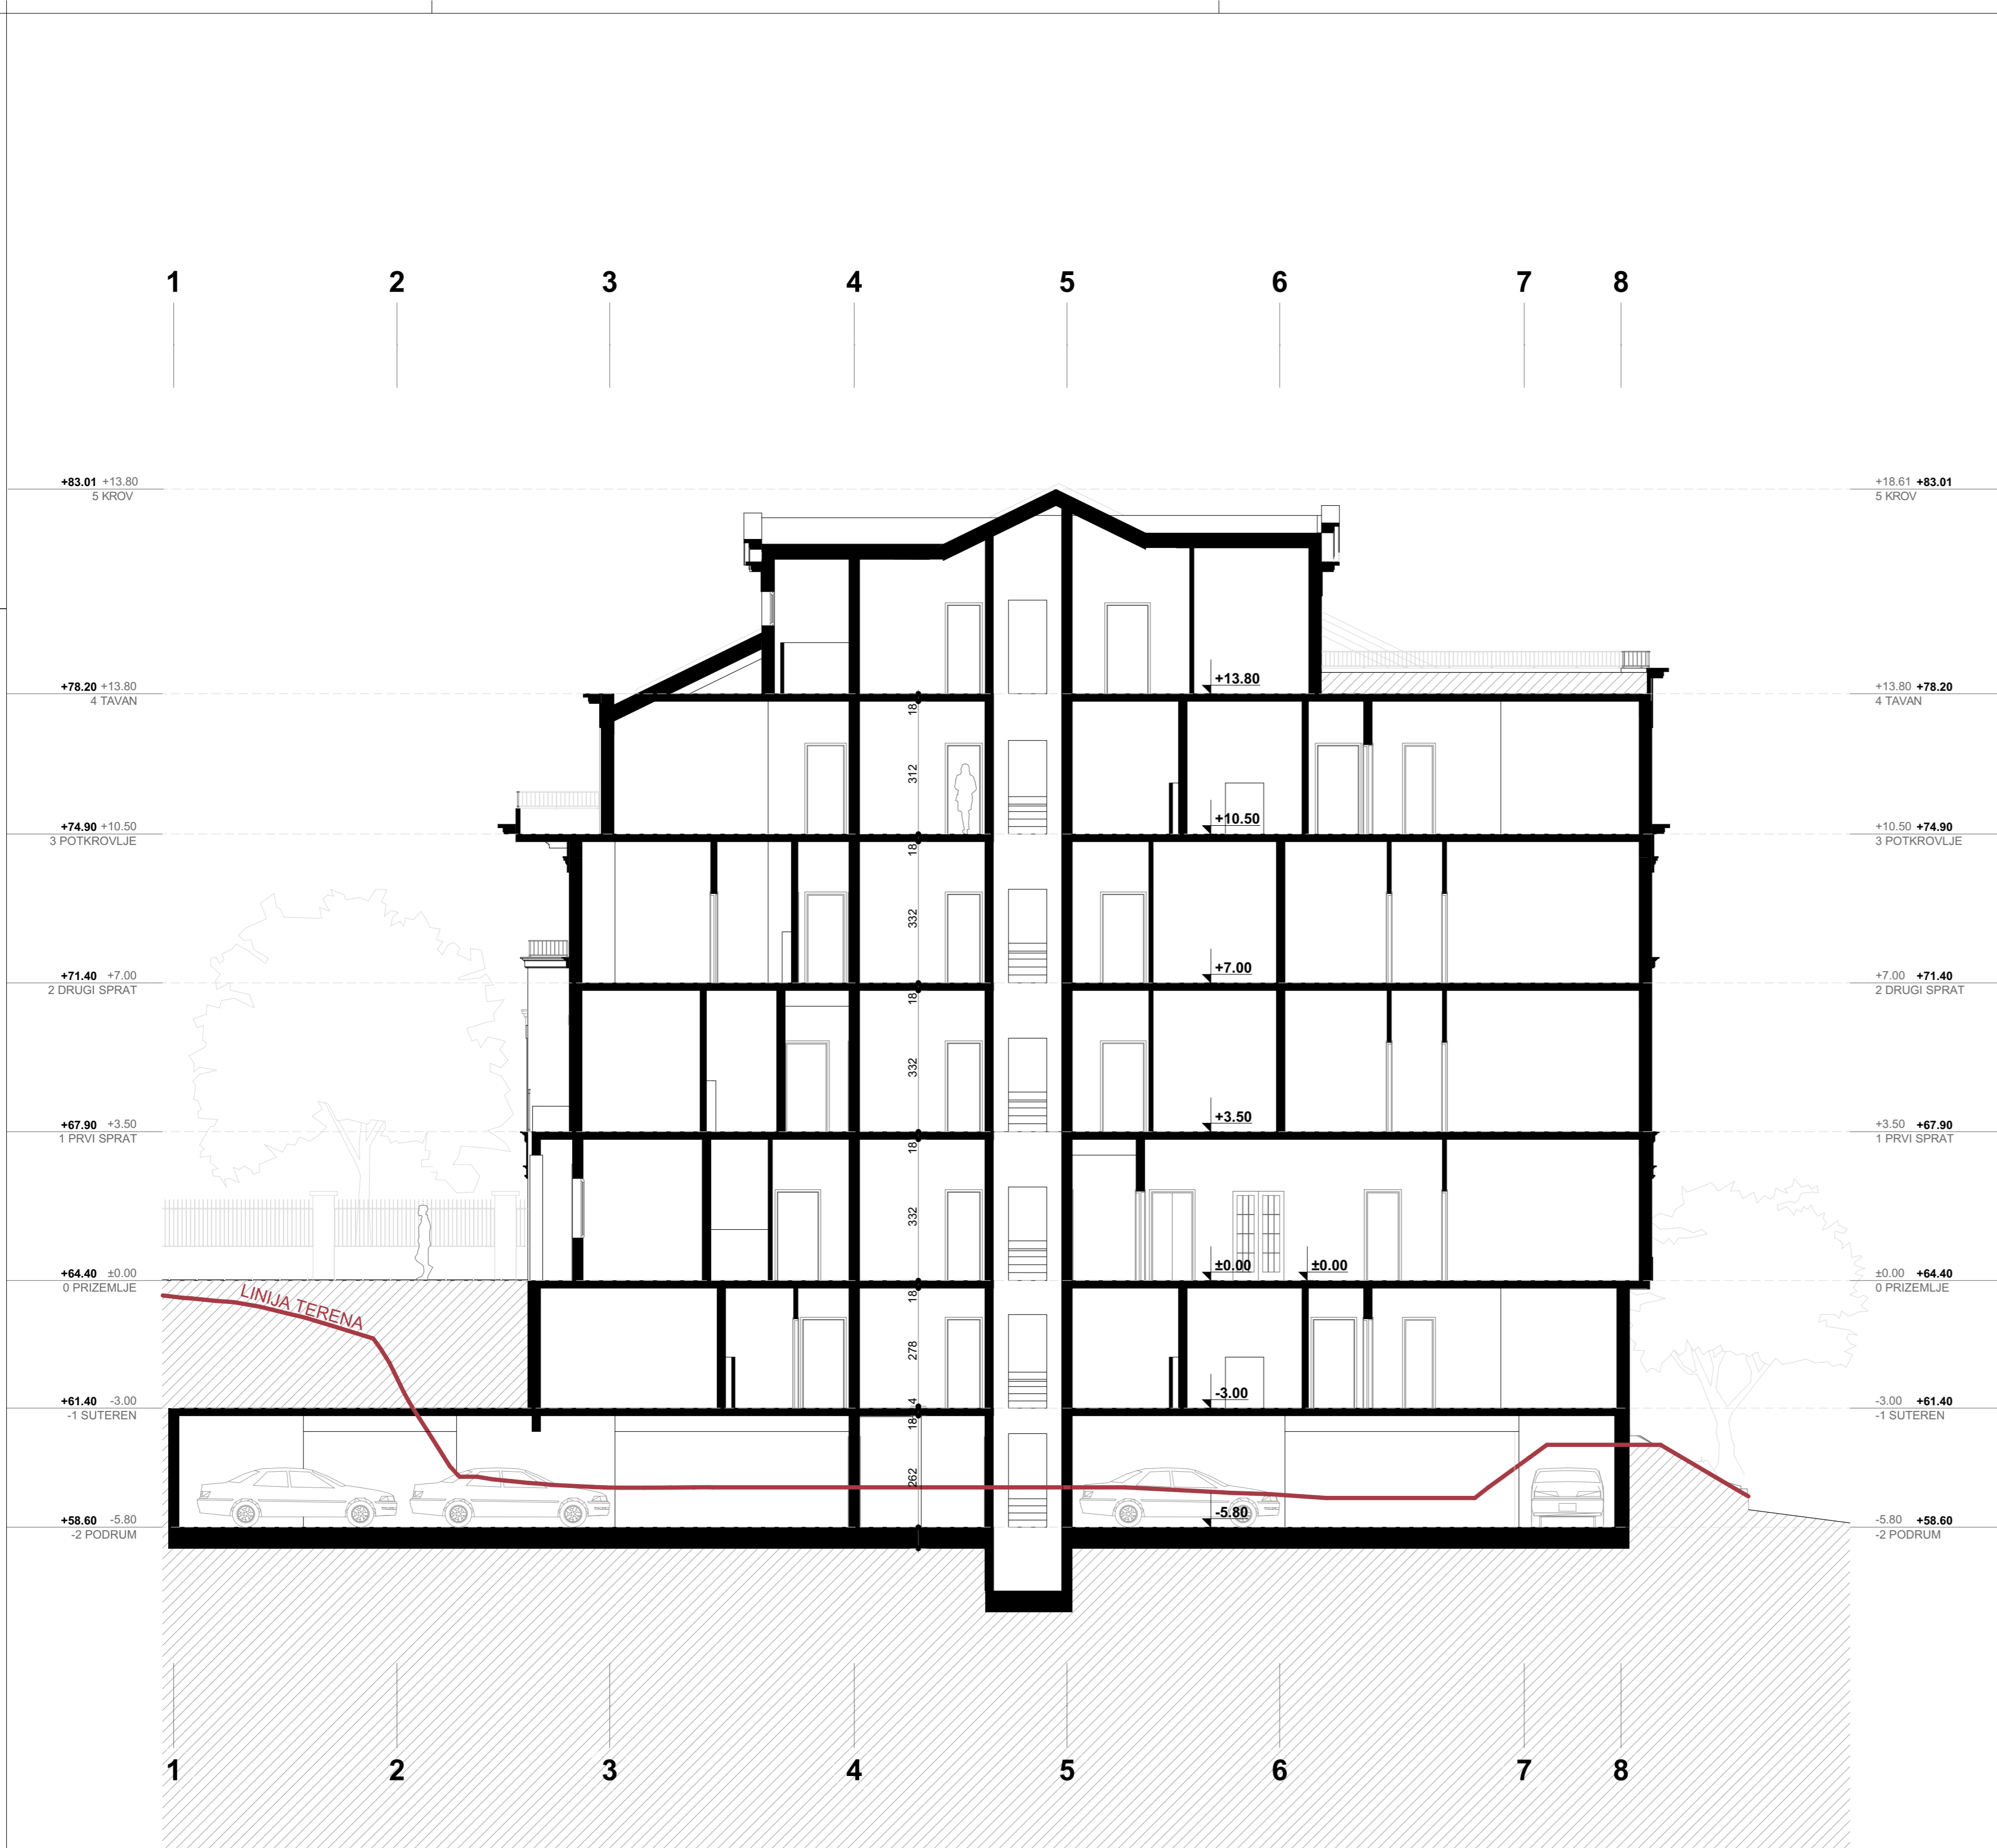 1 2 3 4 5 6 7 8
+83.01 +13.80
5 KROV
+18.61 +83.01
5 KROV
+78.20 +13.80
4 TAVAN
+13.80
+13.80 +78.20
4 TAVAN
18
312
+74.90 +10.50
3 POTKROVLJE
+10.50
+10.50 +74.90
3 POTKROVLJE
18
332
+71.40 +7.00
2 DRUGI SPRAT
+7.00
+7.00 +71.40
2 DRUGI SPRAT
18
332
+67.90 +3.50
1 PRVI SPRAT
+3.50
+3.50 +67.90
1 PRVI SPRAT
18
332
+64.40 ±0.00
0 PRIZEMLJE
±0.00 ±0.00
±0.00 +64.40
0 PRIZEMLJE
LINIJA TERENA
18
278
4
+61.40 -3.00
-1 SUTEREN
-3.00
-3.00 +61.40
-1 SUTEREN
18
262
+58.60 -5.80
-2 PODRUM
-5.80
-5.80 +58.60
-2 PODRUM
1 2 3 4 5 6 7 8